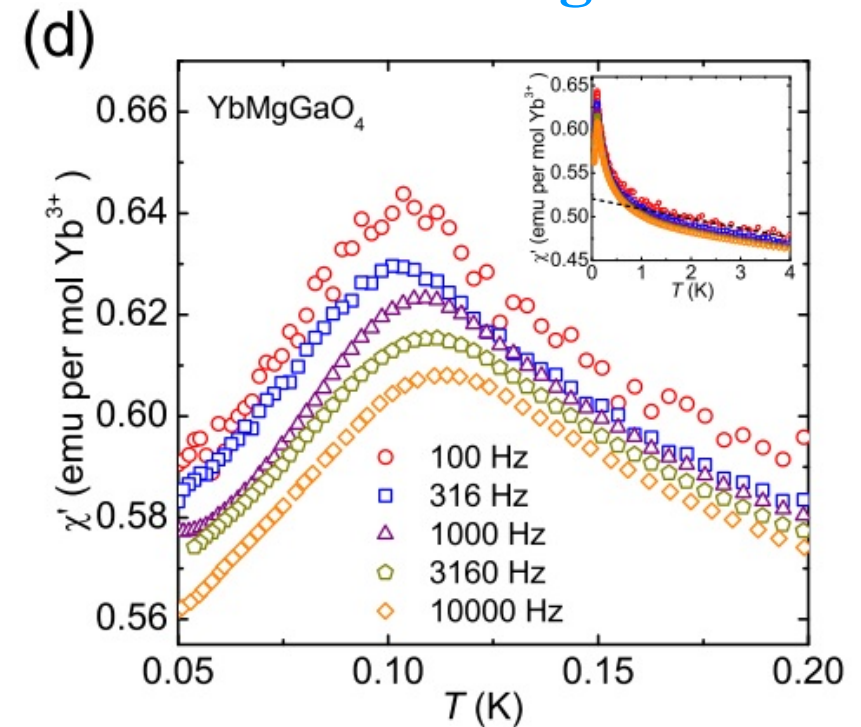 (d)
YbMgGaO₄
χ' (emu per mol Yb³⁺ )
0.66
0.64
0.62
0.60
0.58
0.56
0.05
0.10
0.15
0.20
T (K)
100 Hz
316 Hz
1000 Hz
3160 Hz
10000 Hz
χ' (emu per mol Yb³⁺ )
0.65
0.60
0.55
0.50
0.45
0
1
2
3
4
T (K)